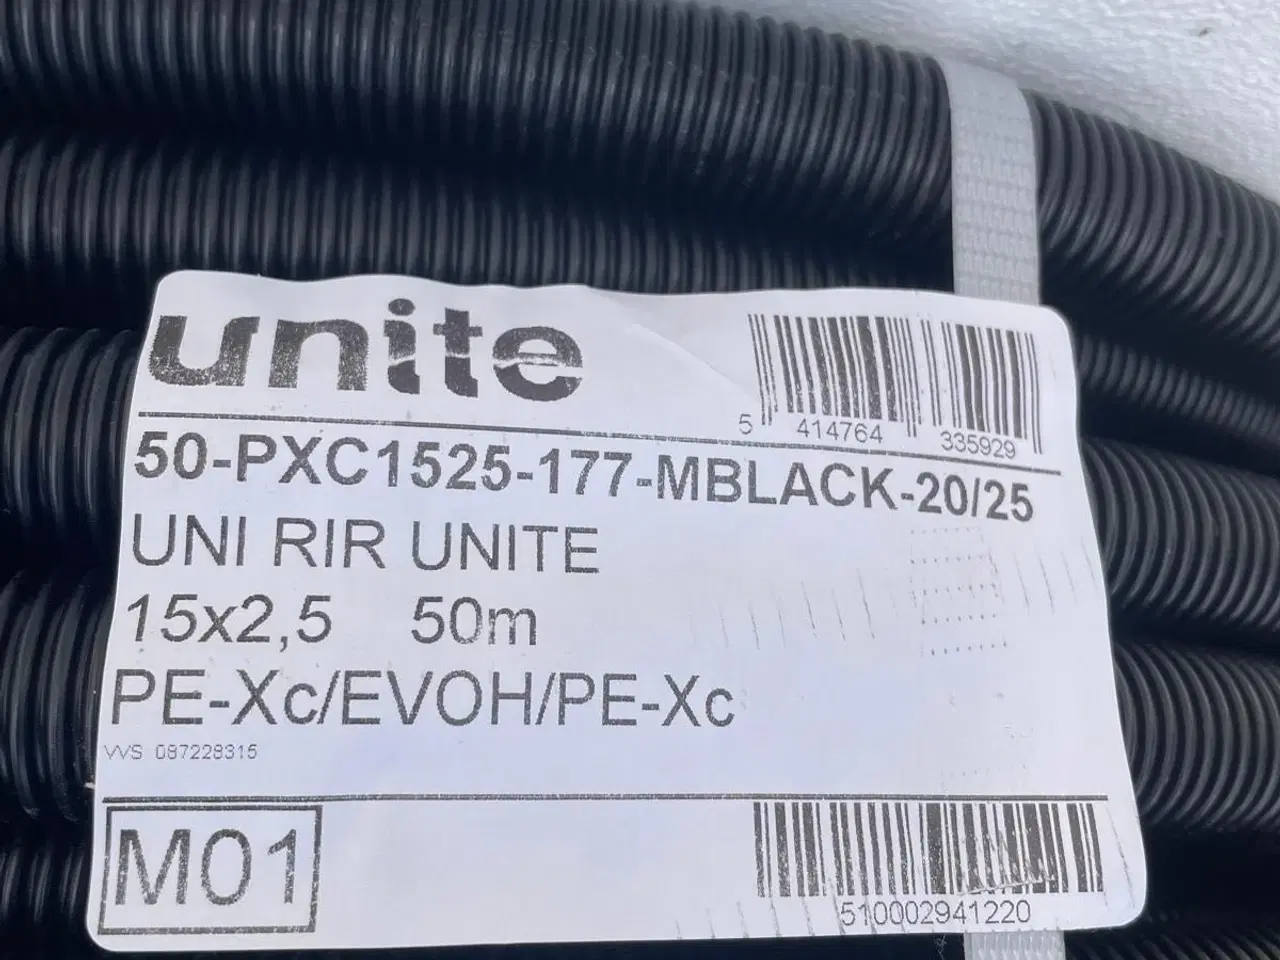 unite
5 414764 335929
50-PXC1525-177-MBLACK-20/25
UNI RIR UNITE
15x2,5 50m
PE-Xc/EVOH/PE-Xc
VVS 087228315
M01
510002941220